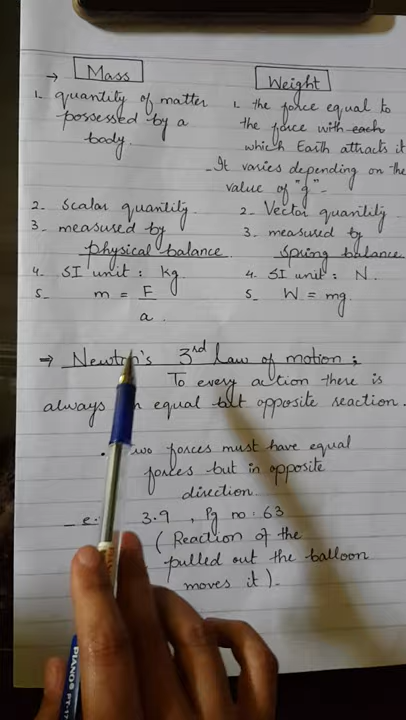 → Mass
1. quantity of matter
possessed by a
body.
2. Scalar quantity.
3. measured by
physical balance.
4. SI unit : Kg
5. m = F
a.
Weight
1. the force equal to
the force with each
which Earth attracts it
- It varies depending on the
value of "g" -
2. Vector quantity.
3. measured by
Spring balance
4. SI unit : N.
5. W = mg
→ Newton's 3rd law of motion :
To every action there is
always equal but opposite reaction.
forces must have equal
forces but in opposite
direction.
3.9 , Pg no : 63
( Reaction of the
pulled out the balloon
moves it ).
PIANO